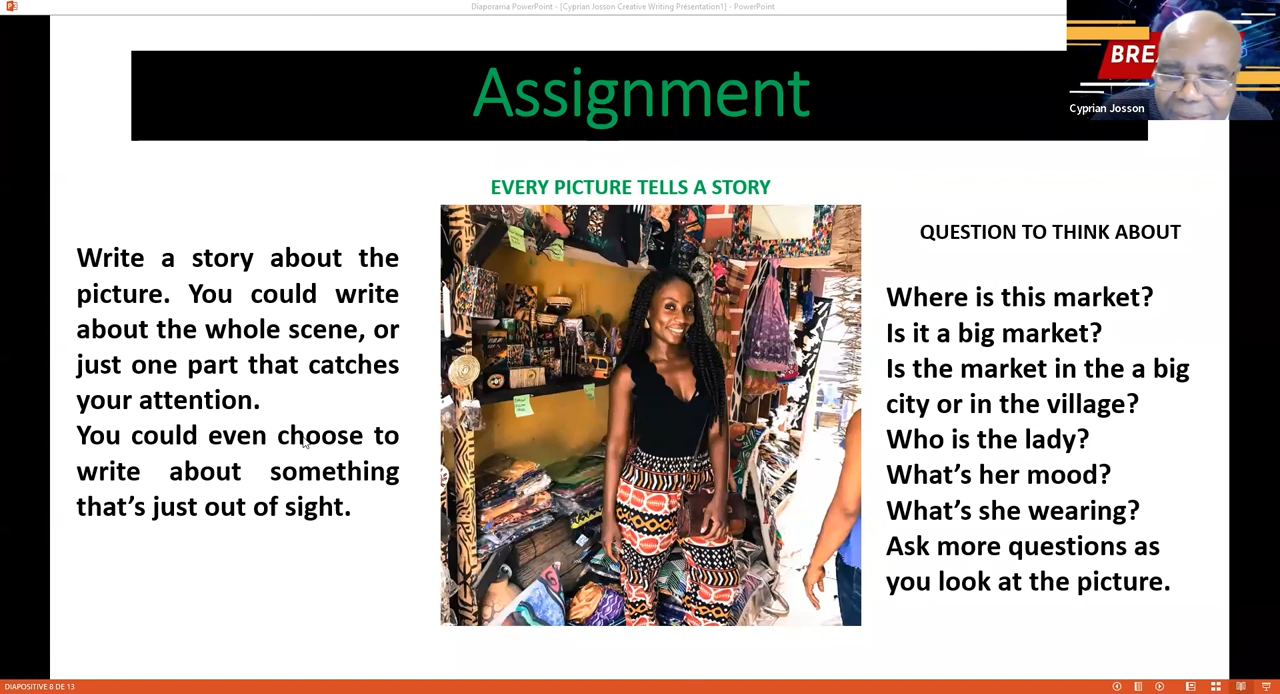 Diaporama PowerPoint - [Cyprian Josson Creative Writing Présentation1] - PowerPoint
BREA
Cyprian Josson
Assignment
EVERY PICTURE TELLS A STORY
Write a story about the
picture. You could write
about the whole scene, or
just one part that catches
your attention.
You could even choose to
write about something
that's just out of sight.
QUESTION TO THINK ABOUT
Where is this market?
Is it a big market?
Is the market in the a big
city or in the village?
Who is the lady?
What's her mood?
What's she wearing?
Ask more questions as
you look at the picture.
DIAPOSITIVE 8 DE 13